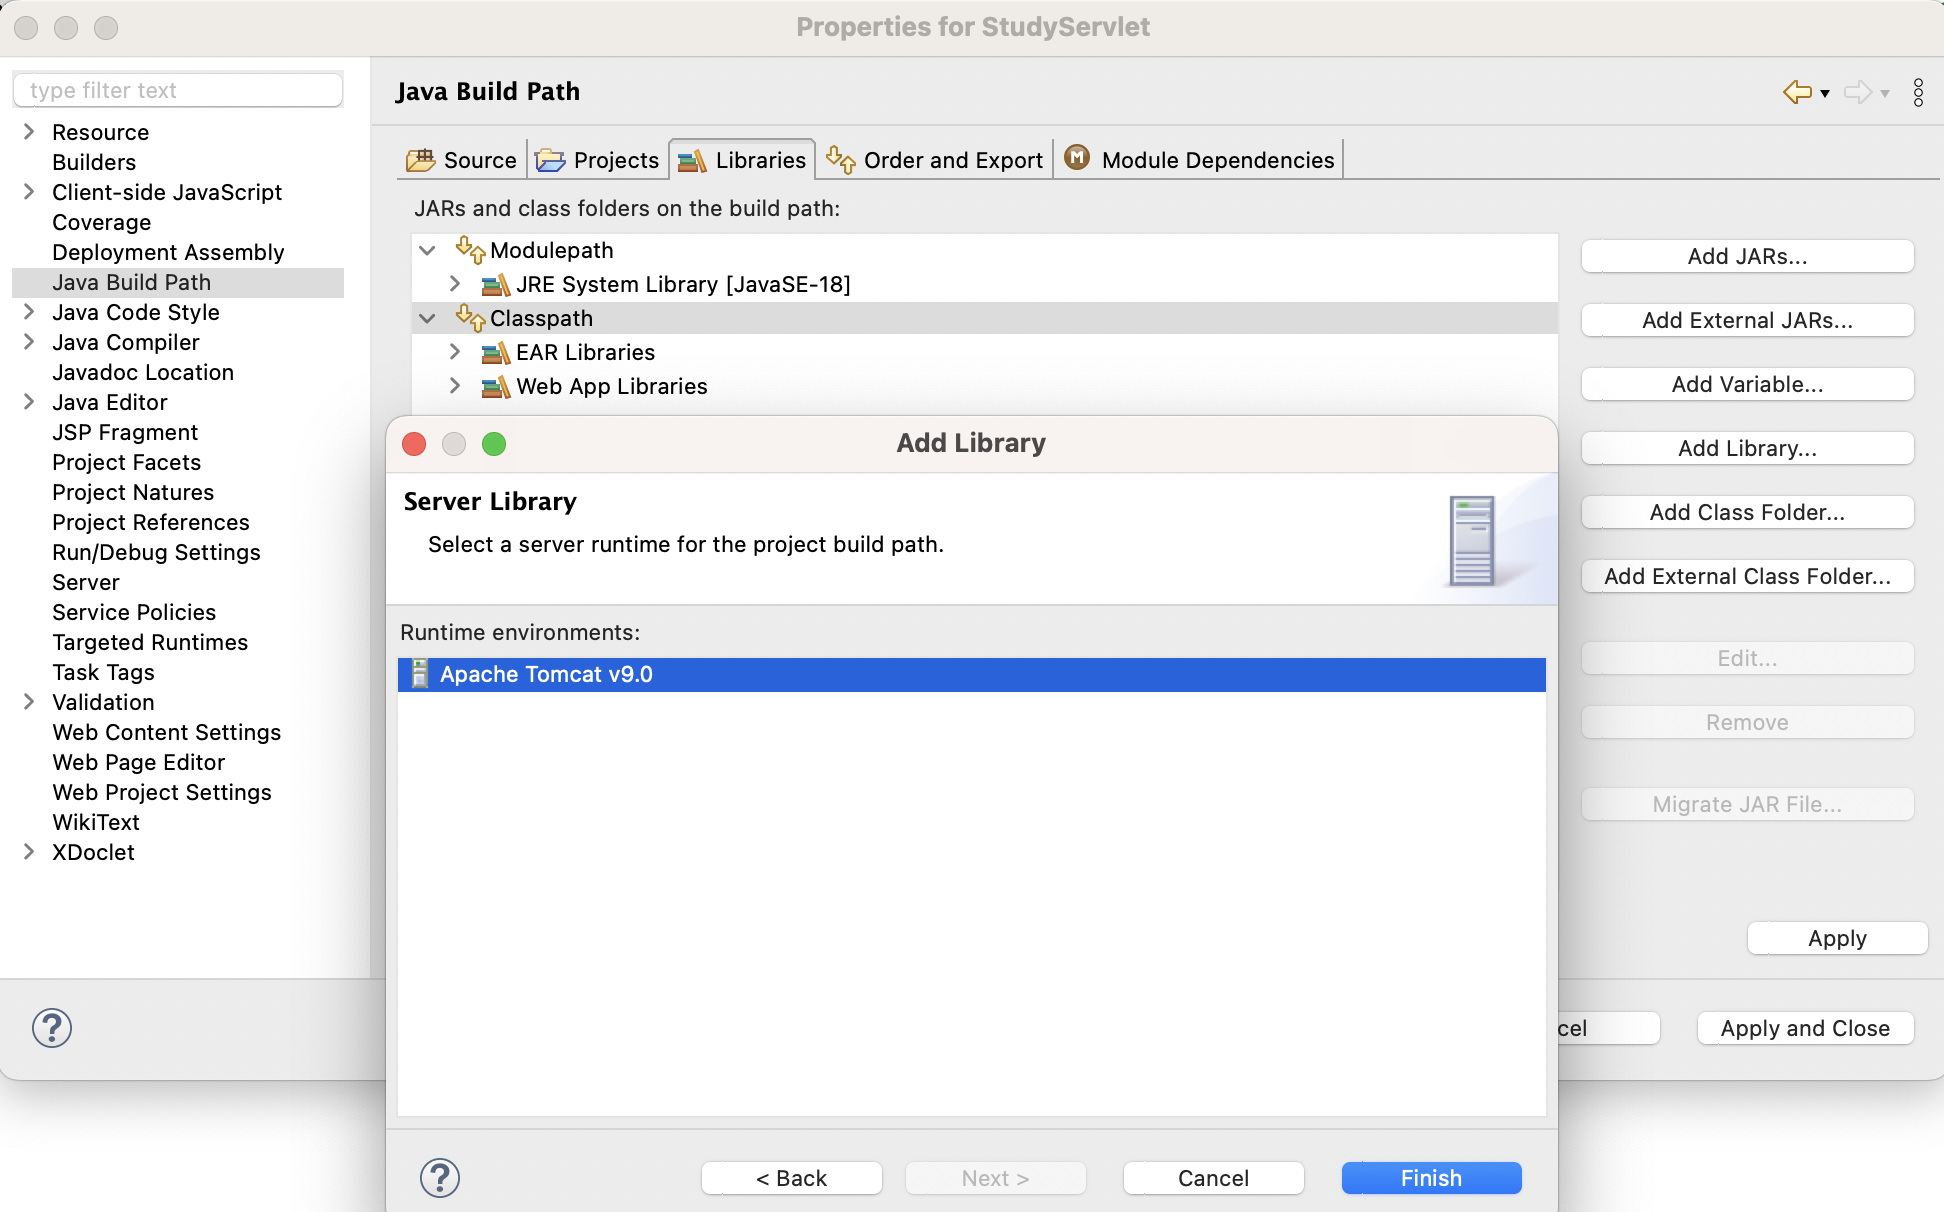 Properties for StudyServlet
type filter text
Resource
Builders
Client-side JavaScript
Coverage
Deployment Assembly
Java Build Path
Java Code Style
Java Compiler
Javadoc Location
Java Editor
JSP Fragment
Project Facets
Project Natures
Project References
Run/Debug Settings
Server
Service Policies
Targeted Runtimes
Task Tags
Validation
Web Content Settings
Web Page Editor
Web Project Settings
WikiText
XDoclet
Java Build Path
Source Projects Libraries Order and Export M Module Dependencies
JARs and class folders on the build path:
Modulepath
JRE System Library [JavaSE-18]
Classpath
EAR Libraries
Web App Libraries
Add JARs...
Add External JARs...
Add Variable...
Add Library...
Add Class Folder...
Add External Class Folder...
Edit...
Remove
Migrate JAR File...
Apply
cel Apply and Close
?
Add Library
Server Library
Select a server runtime for the project build path.
Runtime environments:
Apache Tomcat v9.0
? < Back Next > Cancel Finish